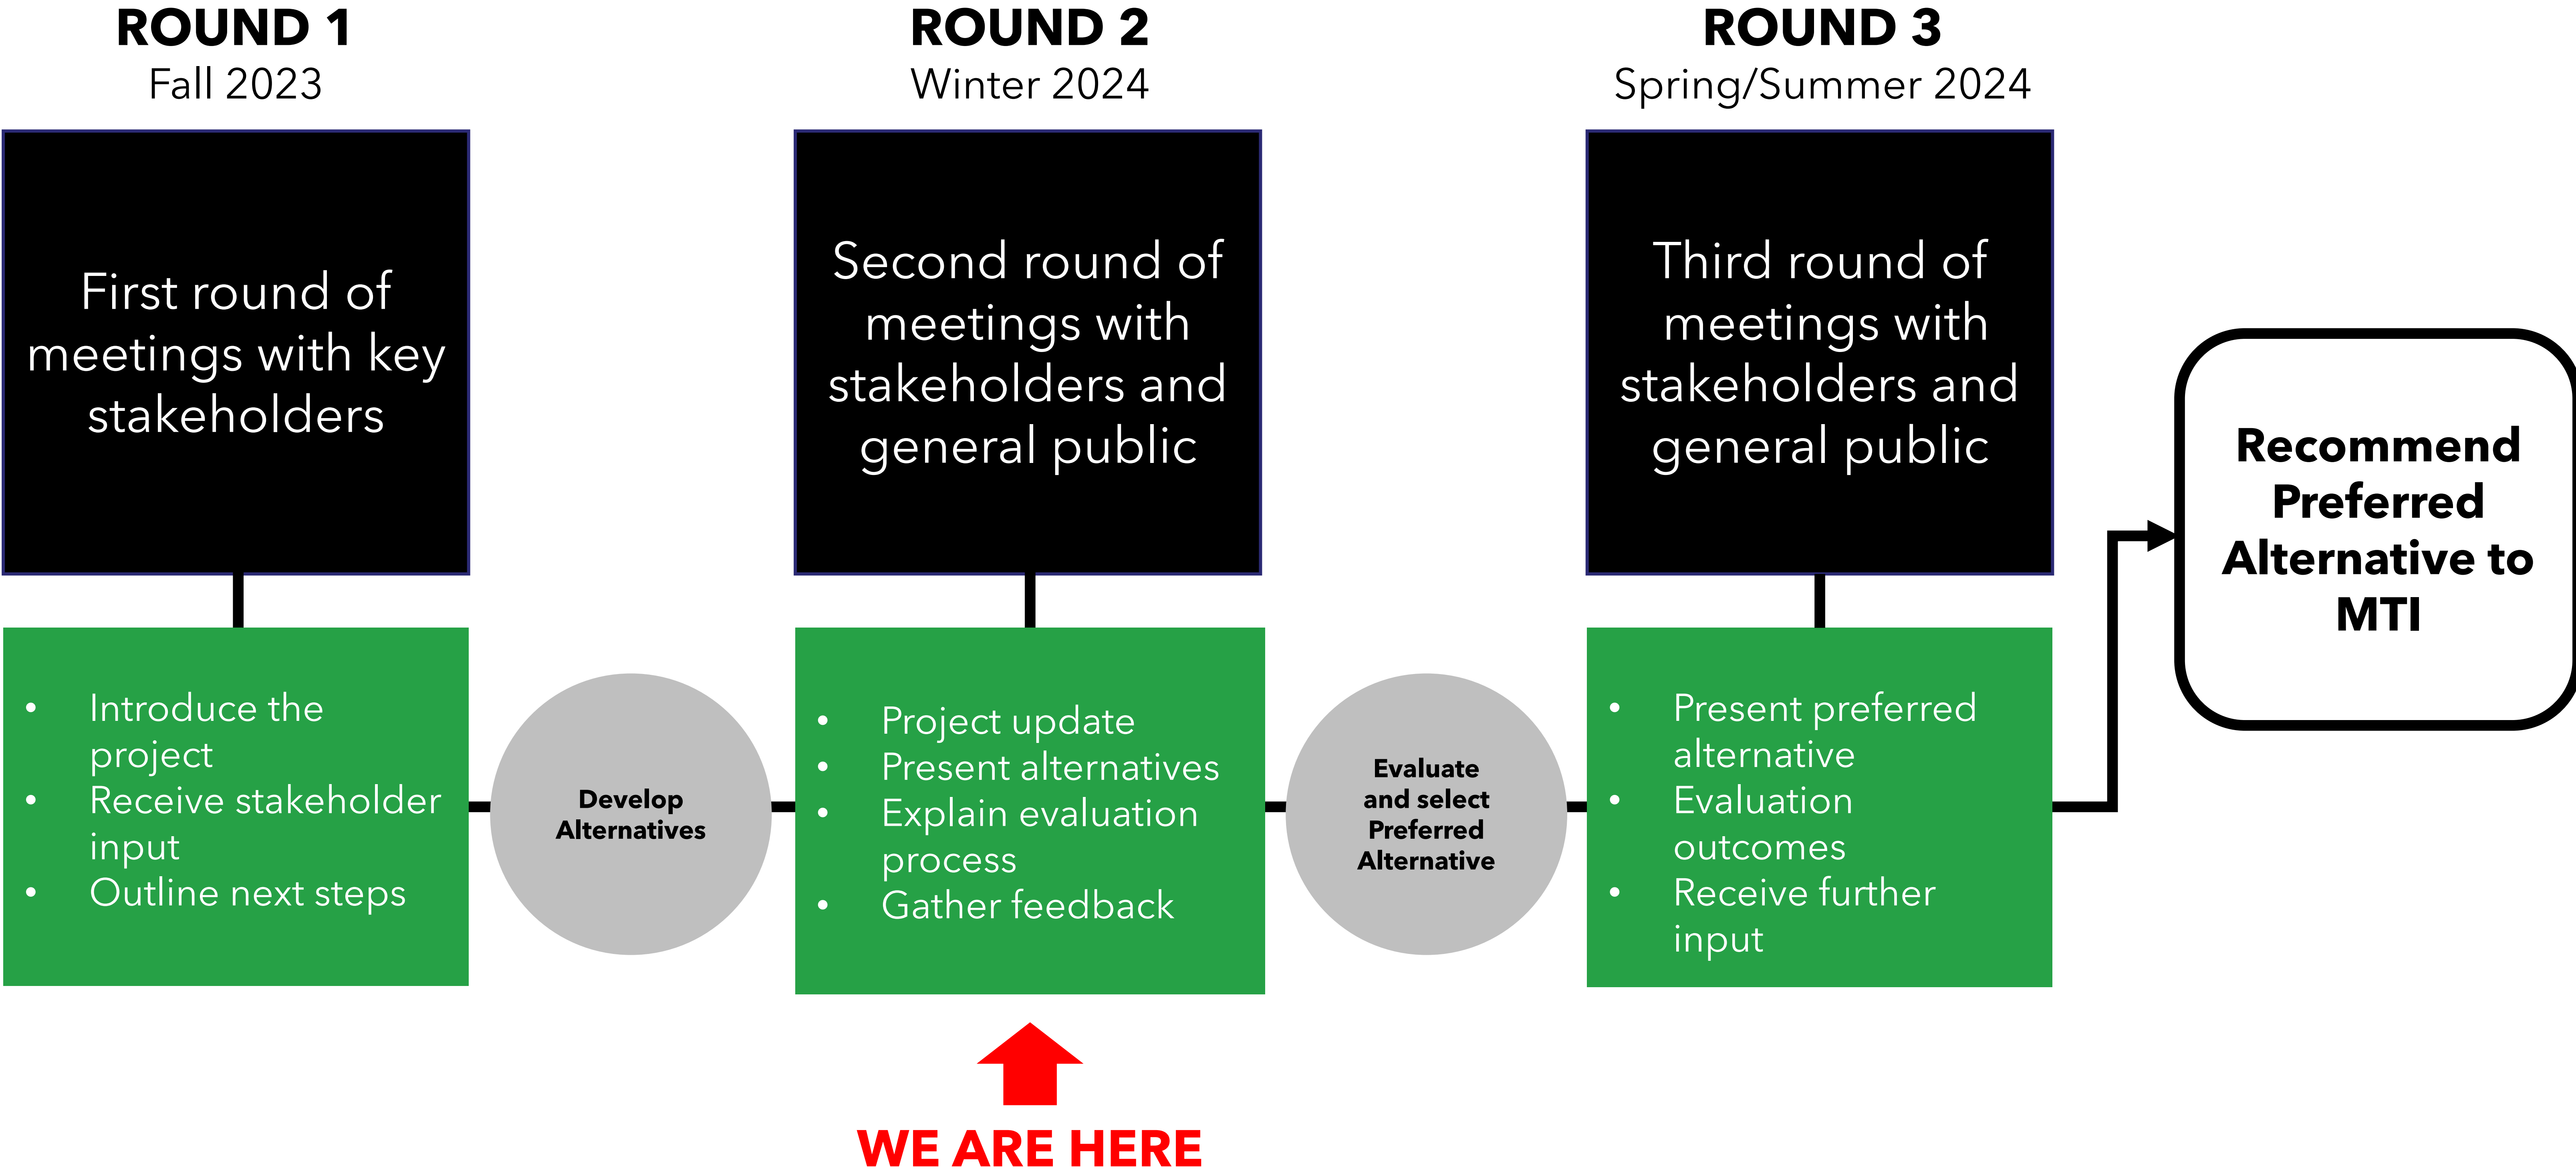 ROUND 1
Fall 2023
First round of
meetings with key
stakeholders
• Introduce the
project
• Receive stakeholder
input
• Outline next steps
Develop
Alternatives
ROUND 2
Winter 2024
Second round of
meetings with
stakeholders and
general public
• Project update
• Present alternatives
• Explain evaluation
process
• Gather feedback
WE ARE HERE
Evaluate
and select
Preferred
Alternative
ROUND 3
Spring/Summer 2024
Third round of
meetings with
stakeholders and
general public
• Present preferred
alternative
• Evaluation
outcomes
• Receive further
input
Recommend
Preferred
Alternative to
MTI